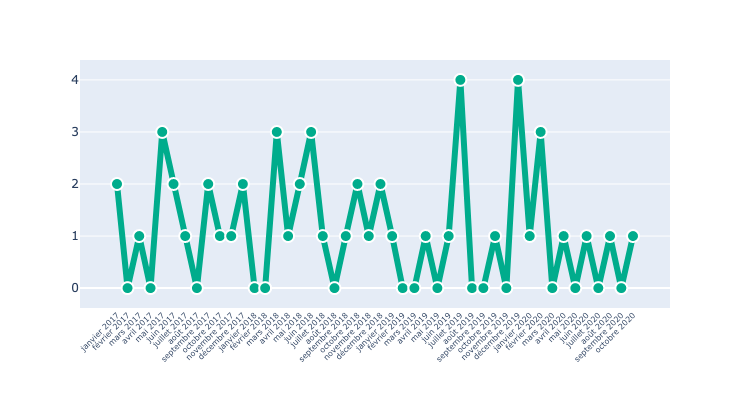 4
3
2
1
0
janvier 2017
février 2017
mars 2017
avril 2017
mai 2017
juin 2017
juillet 2017
août 2017
septembre 2017
octobre 2017
novembre 2017
décembre 2017
janvier 2018
février 2018
mars 2018
avril 2018
mai 2018
juin 2018
juillet 2018
août 2018
septembre 2018
octobre 2018
novembre 2018
décembre 2018
janvier 2019
février 2019
mars 2019
avril 2019
mai 2019
juin 2019
juillet 2019
août 2019
septembre 2019
octobre 2019
novembre 2019
décembre 2019
janvier 2020
février 2020
mars 2020
avril 2020
mai 2020
juin 2020
juillet 2020
août 2020
septembre 2020
octobre 2020